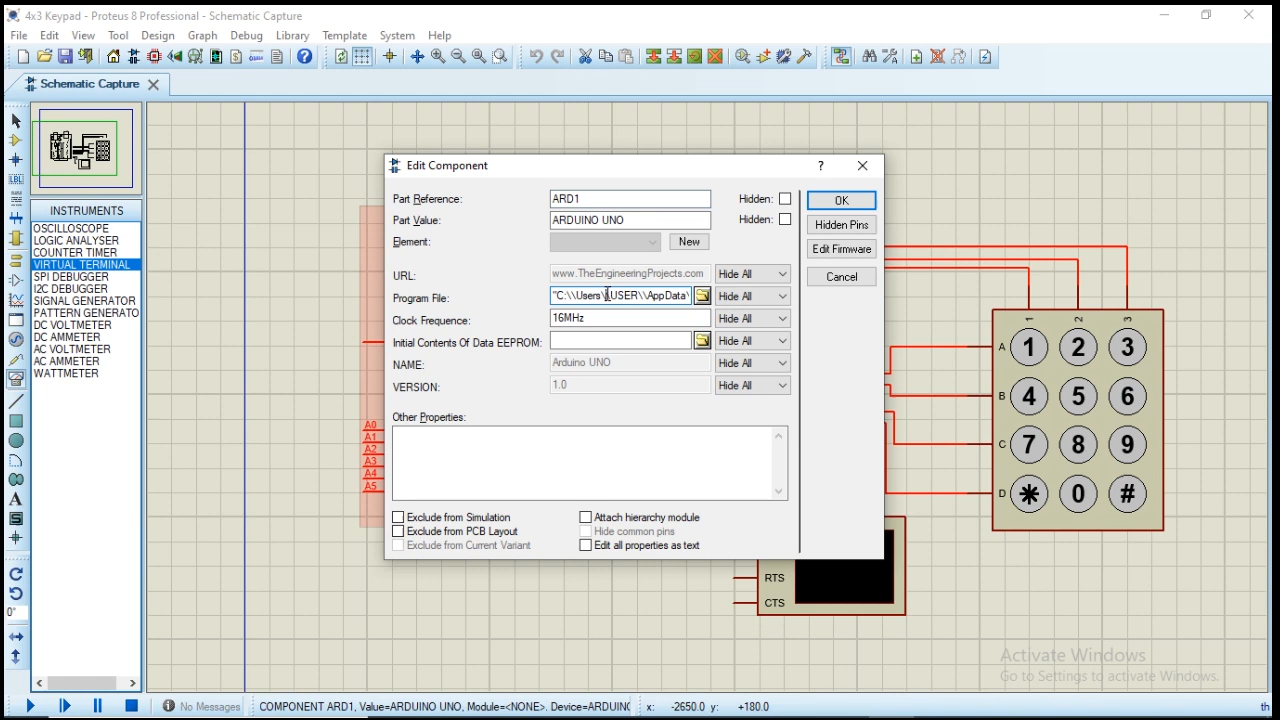 4x3 Keypad - Proteus 8 Professional - Schematic Capture
File Edit View Tool Design Graph Debug Library Template System Help
Schematic Capture
INSTRUMENTS
OSCILLOSCOPE
LOGIC ANALYSER
COUNTER TIMER
VIRTUAL TERMINAL
SPI DEBUGGER
I2C DEBUGGER
SIGNAL GENERATOR
PATTERN GENERATO
DC VOLTMETER
DC AMMETER
AC VOLTMETER
AC AMMETER
WATTMETER
LBL
A
S
0°
Edit Component ?
Part Reference: ARD1 Hidden:
Part Value: ARDUINO UNO Hidden:
Element: New
URL: www.TheEngineeringProjects.com Hide All
Program File: "C:\\Users\\USER\\AppData\ Hide All
Clock Frequency: 16MHz Hide All
Initial Contents Of Data EEPROM: Hide All
NAME: Arduino UNO Hide All
VERSION: 1.0 Hide All
Other Properties:
Exclude from Simulation Attach hierarchy module
Exclude from PCB Layout Hide common pins
Exclude from Current Variant Edit all properties as text
OK
Hidden Pins
Edit Firmware
Cancel
A0
A1
A2
A3
A4
A5
1 2 3
A 1 2 3
B 4 5 6
C 7 8 9
D * 0 #
RTS
CTS
Activate Windows
Go to Settings to activate Windows.
No Messages COMPONENT ARD1, Value=ARDUINO UNO, Module=<NONE>. Device=ARDUIN x: -2650.0 y: +180.0 th